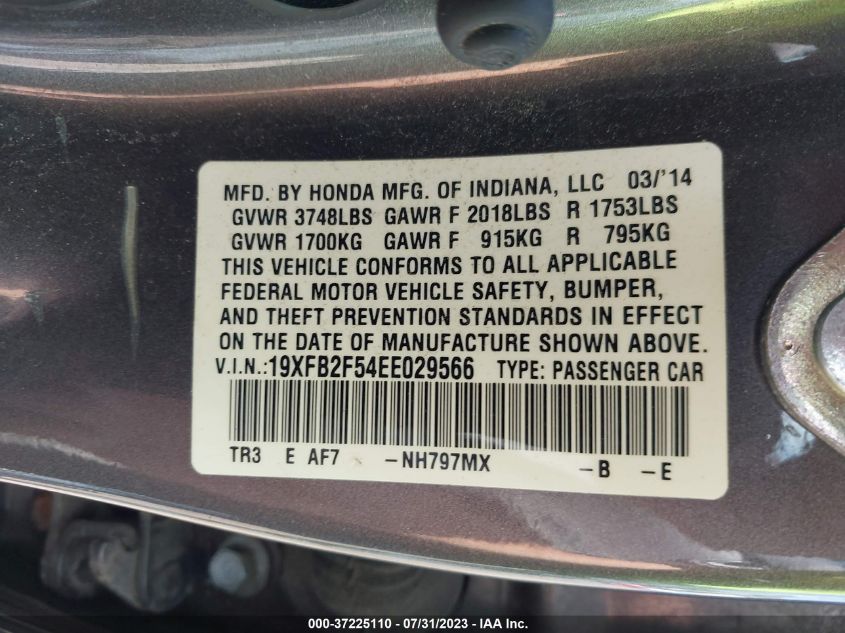 MFD. BY HONDA MFG. OF INDIANA, LLC 03/'14
GVWR 3748LBS GAWR F 2018LBS R 1753LBS
GVWR 1700KG GAWR F 915KG R 795KG
THIS VEHICLE CONFORMS TO ALL APPLICABLE
FEDERAL MOTOR VEHICLE SAFETY, BUMPER,
AND THEFT PREVENTION STANDARDS IN EFFECT
ON THE DATE OF MANUFACTURE SHOWN ABOVE.
V.I.N.:19XFB2F54EE029566 TYPE: PASSENGER CAR
TR3 E AF7 -NH797MX -B -E
000-37225110 - 07/31/2023 - IAA Inc.